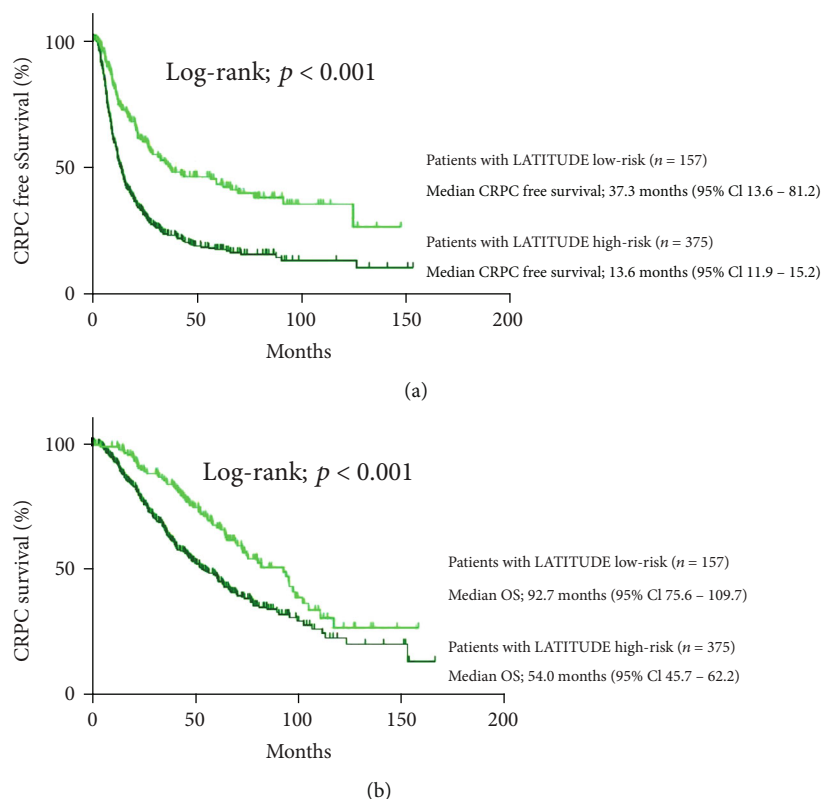 CRPC free sSurvival (%)
100
50
0
Log-rank; p < 0.001
Patients with LATITUDE low-risk (n = 157)
Median CRPC free survival; 37.3 months (95% Cl 13.6 – 81.2)
Patients with LATITUDE high-risk (n = 375)
Median CRPC free survival; 13.6 months (95% Cl 11.9 – 15.2)
0 50 100 150 200
Months
(a)
CRPC survival (%)
100
50
0
Log-rank; p < 0.001
Patients with LATITUDE low-risk (n = 157)
Median OS; 92.7 months (95% Cl 75.6 – 109.7)
Patients with LATITUDE high-risk (n = 375)
Median OS; 54.0 months (95% Cl 45.7 – 62.2)
0 50 100 150 200
Months
(b)